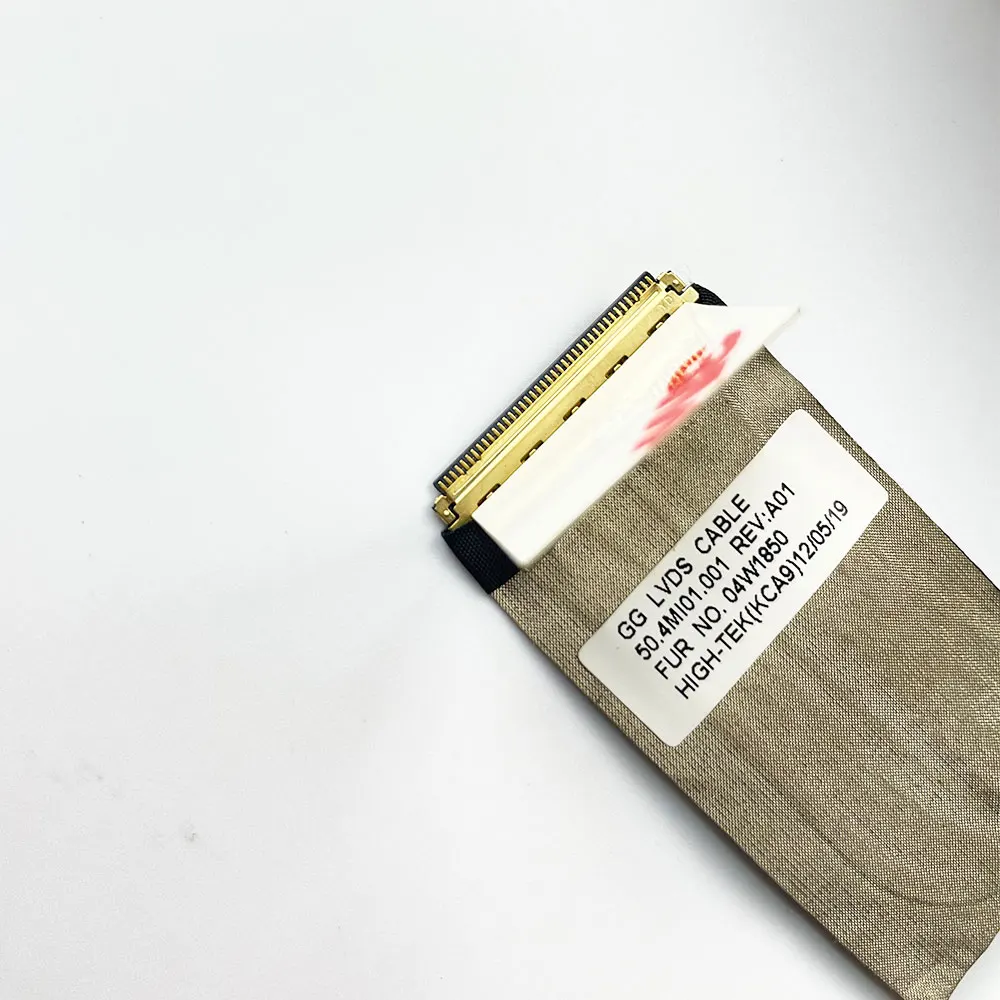 GG LVDS CABLE
50.4MI01.001 REV:A01
FUR NO. 04W1850
HIGH-TEK(KCA9)12/05/19